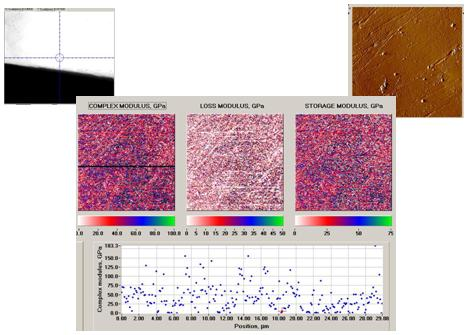 COMPLEX MODULUS, GPa
LOSS MODULUS, GPa
STORAGE MODULUS, GPa
20.0 40.0 60.0 80.0 100.0
0 5 10 15 20 25 30 35 40 45 50
0 25 50 75
Complex modulus, GPa
183.3
150.0
125.0
100.0
75.0
50.0
25.0
0.0
0.00 2.00 4.00 6.00 8.00 10.00 12.00 14.00 16.00 18.00 20.00 22.00 24.00 26.00 29.00
Position, µm